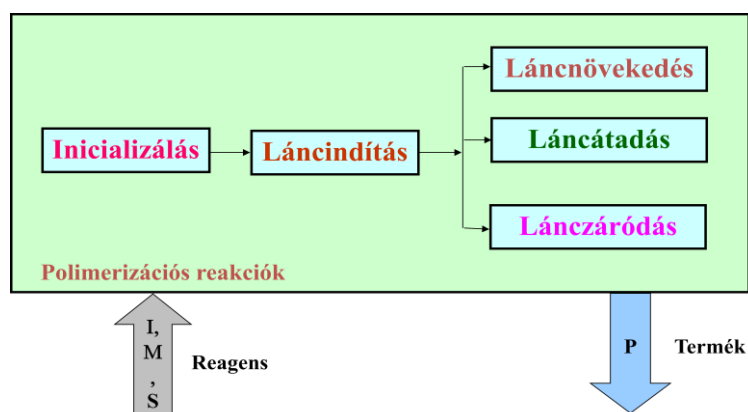 Láncnövekedés
Inicializálás
Láncindítás
Láncátadás
Lánczáródás
Polimerizációs reakciók
I,
M
,
S
Reagens
P
Termék